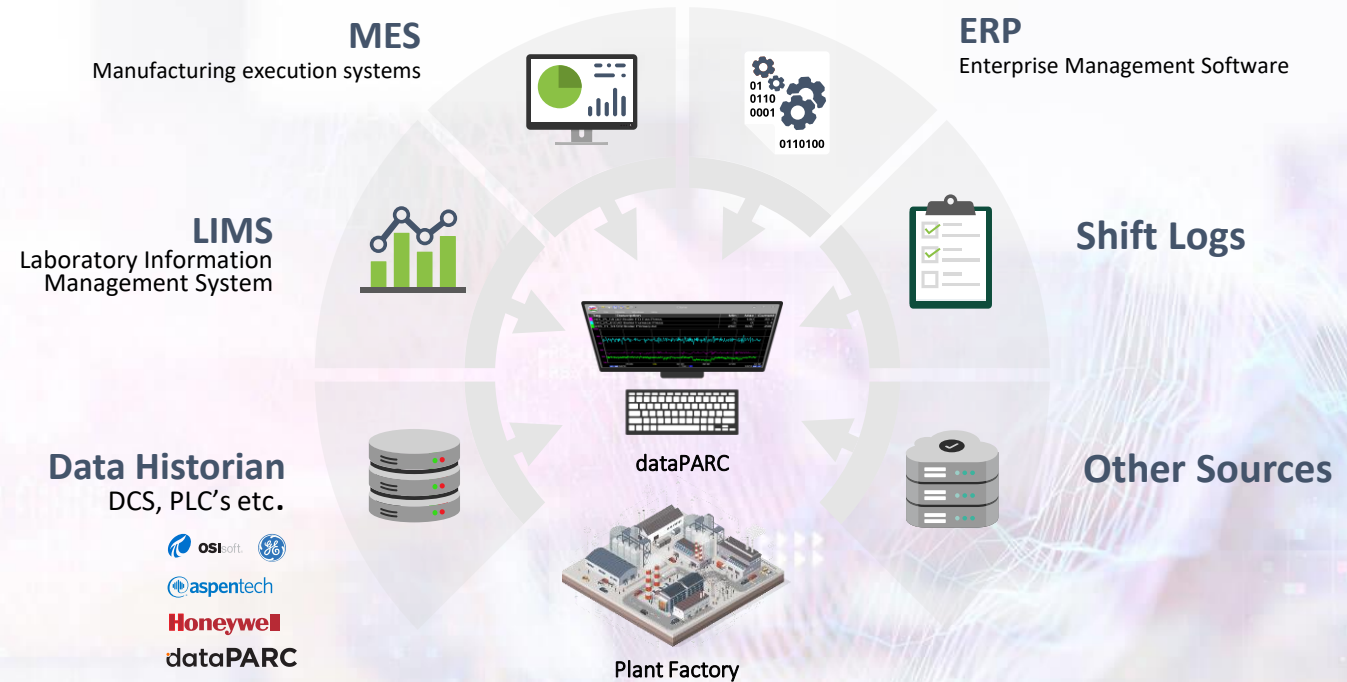 MES
Manufacturing execution systems
ERP
Enterprise Management Software
01
0110
0001
0110100
LIMS
Laboratory Information
Management System
Shift Logs
dataPARC
Data Historian
DCS, PLC's etc.
OSIsoft.
GE
aspentech
Honeywell
dataPARC
Other Sources
Plant Factory